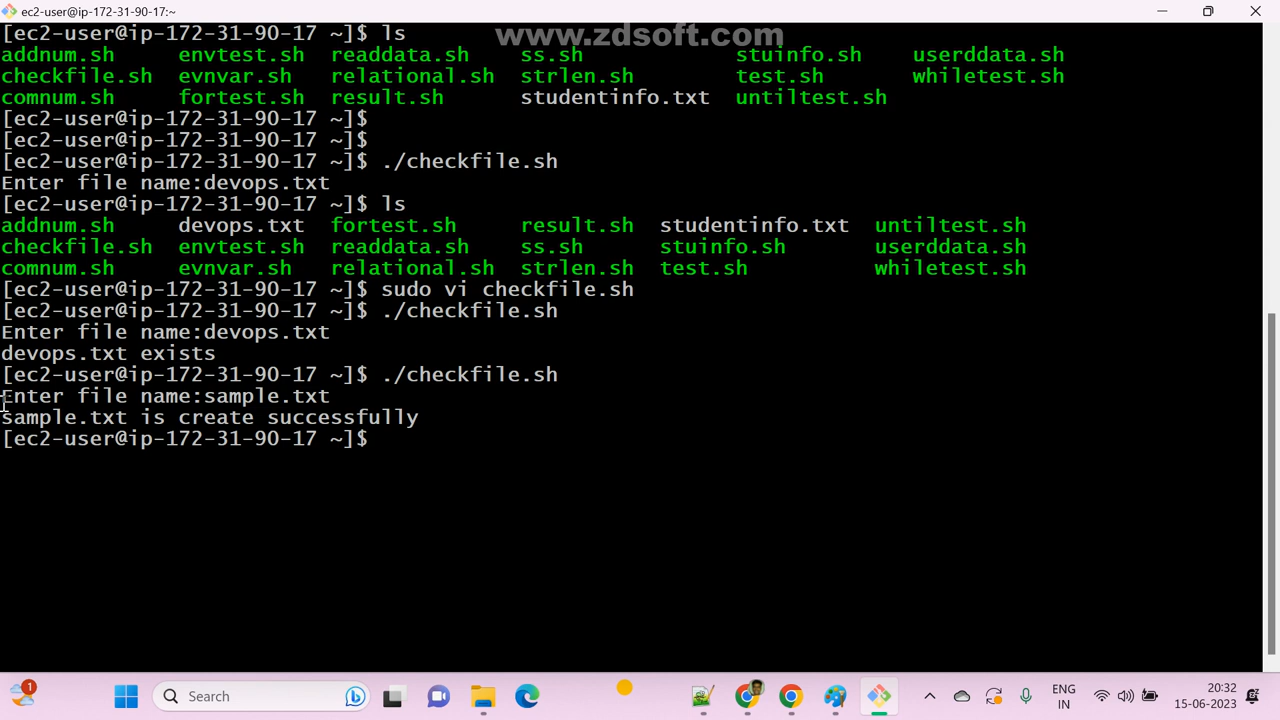 ec2-user@ip-172-31-90-17:~
[ec2-user@ip-172-31-90-17 ~]$ ls
www.zdsoft.com
addnum.sh envtest.sh readdata.sh ss.sh stuinfo.sh userddata.sh
checkfile.sh evnvar.sh relational.sh strlen.sh test.sh whiletest.sh
comnum.sh fortest.sh result.sh studentinfo.txt untiltest.sh
[ec2-user@ip-172-31-90-17 ~]$
[ec2-user@ip-172-31-90-17 ~]$
[ec2-user@ip-172-31-90-17 ~]$ ./checkfile.sh
Enter file name:devops.txt
[ec2-user@ip-172-31-90-17 ~]$ ls
addnum.sh devops.txt fortest.sh result.sh studentinfo.txt untiltest.sh
checkfile.sh envtest.sh readdata.sh ss.sh stuinfo.sh userddata.sh
comnum.sh evnvar.sh relational.sh strlen.sh test.sh whiletest.sh
[ec2-user@ip-172-31-90-17 ~]$ sudo vi checkfile.sh
[ec2-user@ip-172-31-90-17 ~]$ ./checkfile.sh
Enter file name:devops.txt
devops.txt exists
[ec2-user@ip-172-31-90-17 ~]$ ./checkfile.sh
Enter file name:sample.txt
sample.txt is create successfully
[ec2-user@ip-172-31-90-17 ~]$
1
Search
ENG
IN
20:32
15-06-2023